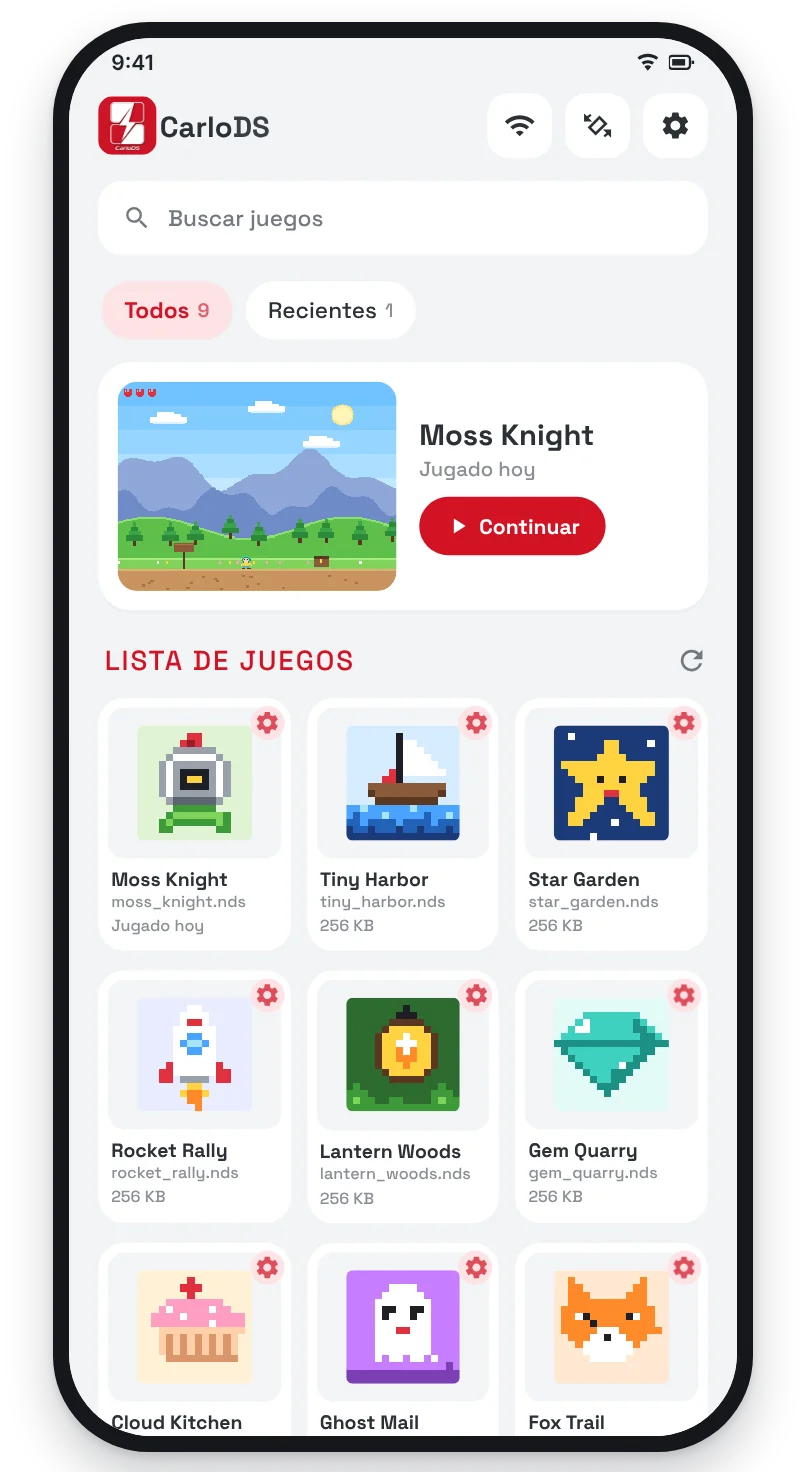 9:41
CarloDS
CarloDS
Buscar juegos
Todos 9
Recientes 1
Moss Knight
Jugado hoy
Continuar
LISTA DE JUEGOS
Moss Knight
moss_knight.nds
Jugado hoy
Tiny Harbor
tiny_harbor.nds
256 KB
Star Garden
star_garden.nds
256 KB
Rocket Rally
rocket_rally.nds
256 KB
Lantern Woods
lantern_woods.nds
256 KB
Gem Quarry
gem_quarry.nds
256 KB
Cloud Kitchen
Ghost Mail
Fox Trail